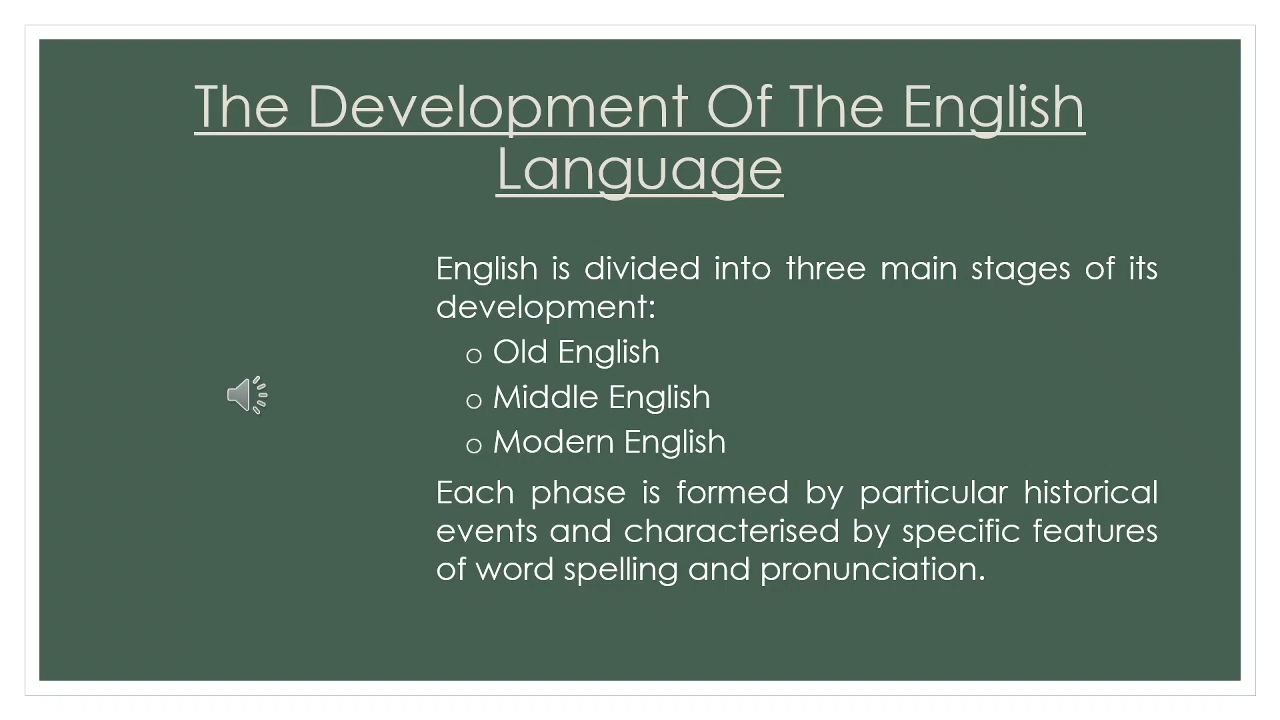 The Development Of The English
Language
English is divided into three main stages of its
development:
o Old English
o Middle English
o Modern English
Each phase is formed by particular historical
events and characterised by specific features
of word spelling and pronunciation.